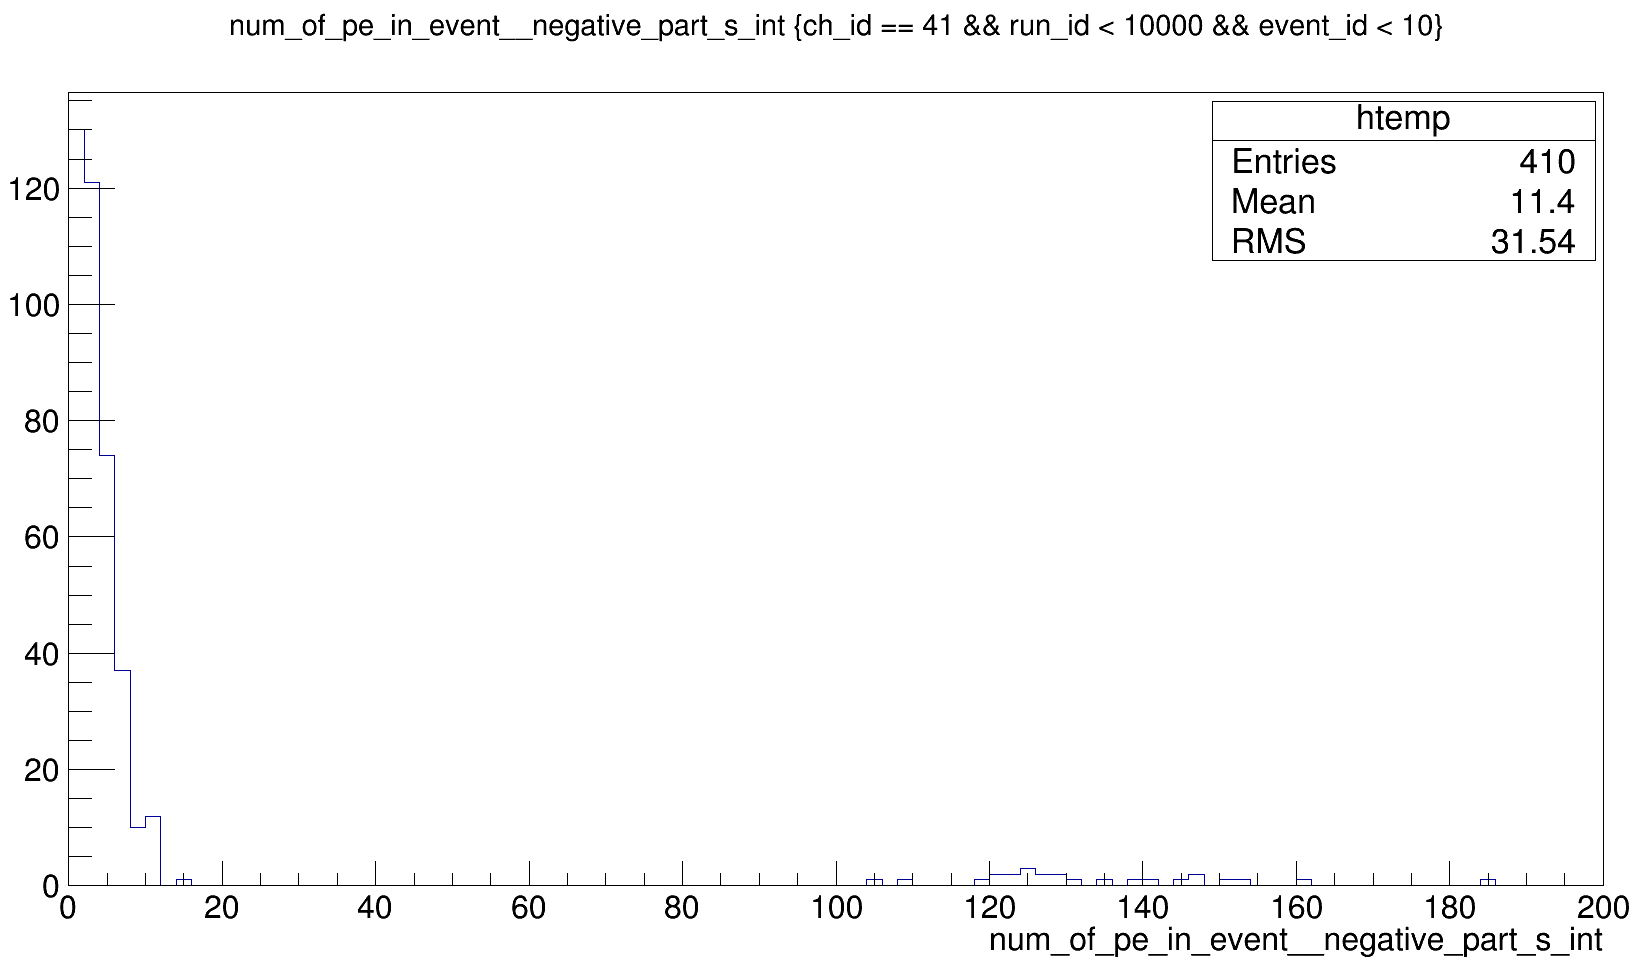 num_of_pe_in_event__negative_part_s_int {ch_id == 41 && run_id < 10000 && event_id < 10}
htemp
Entries 410
Mean 11.4
RMS 31.54
120
100
80
60
40
20
0
0 20 40 60 80 100 120 140 160 180 200
num_of_pe_in_event__negative_part_s_int